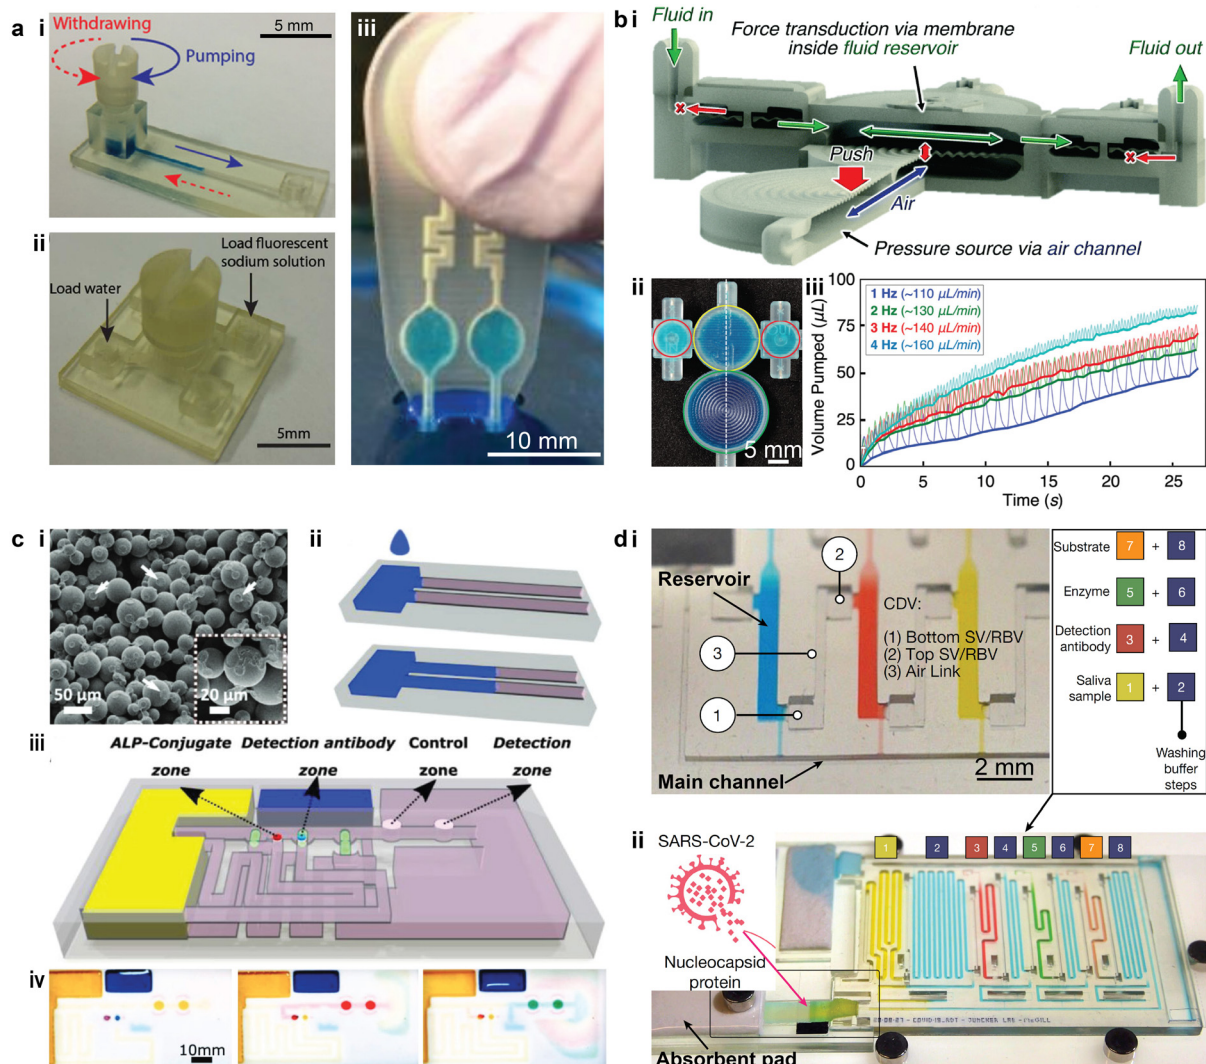 a i
Withdrawing
5 mm
Pumping
ii
Load fluorescent
sodium solution
Load water
5mm
iii
10 mm
b i
Fluid in
Force transduction via membrane
inside fluid reservoir
Fluid out
Push
Air
Pressure source via air channel
ii
5 mm
iii
100
75
50
25
0
Volume Pumped (µL)
1 Hz (~110 µL/min)
2 Hz (~130 µL/min)
3 Hz (~140 µL/min)
4 Hz (~160 µL/min)
0 5 10 15 20 25
Time (s)
c i
50 µm
20 µm
ii
iii
ALP-Conjugate
zone
Detection antibody
zone
Control
zone
Detection
zone
iv
10mm
d i
Reservoir
2
CDV:
(1) Bottom SV/RBV
(2) Top SV/RBV
(3) Air Link
3
1
Main channel
2 mm
Substrate 7 + 8
Enzyme 5 + 6
Detection
antibody 3 + 4
Saliva
sample 1 + 2
Washing
buffer
steps
ii
SARS-CoV-2
1 2 3 4 5 6 7 8
Nucleocapsid
protein
Absorbent pad